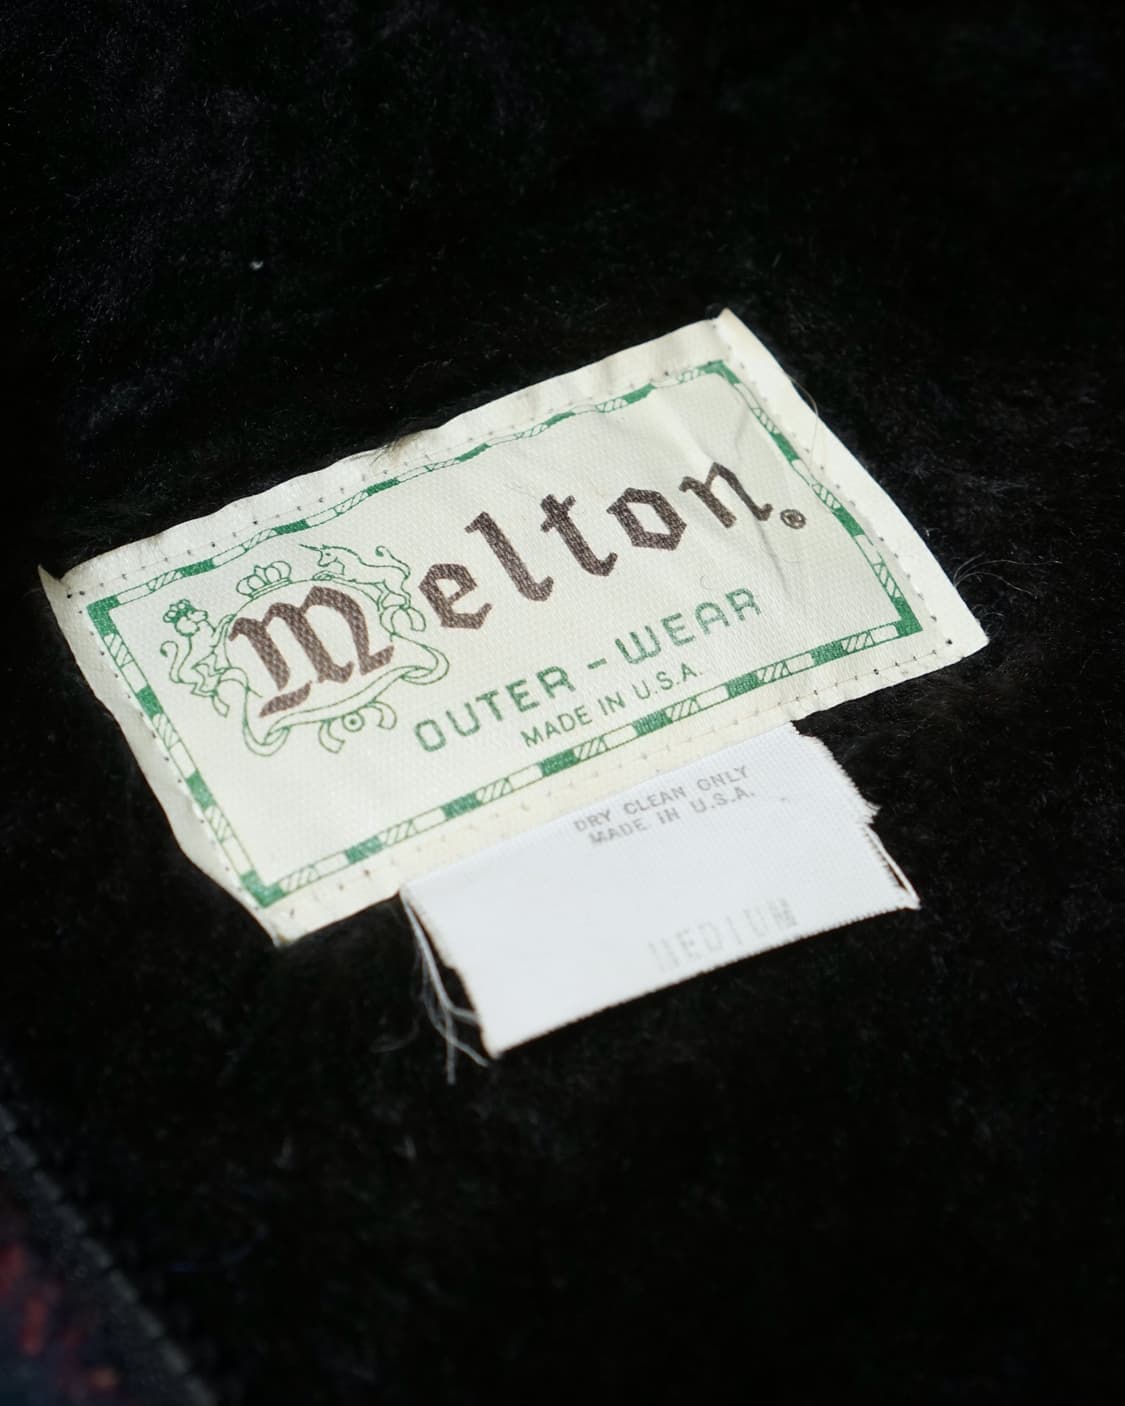 Melton®
OUTER-WEAR
MADE IN U.S.A.
DRY CLEAN ONLY
MADE IN U.S.A.
MEDIUM